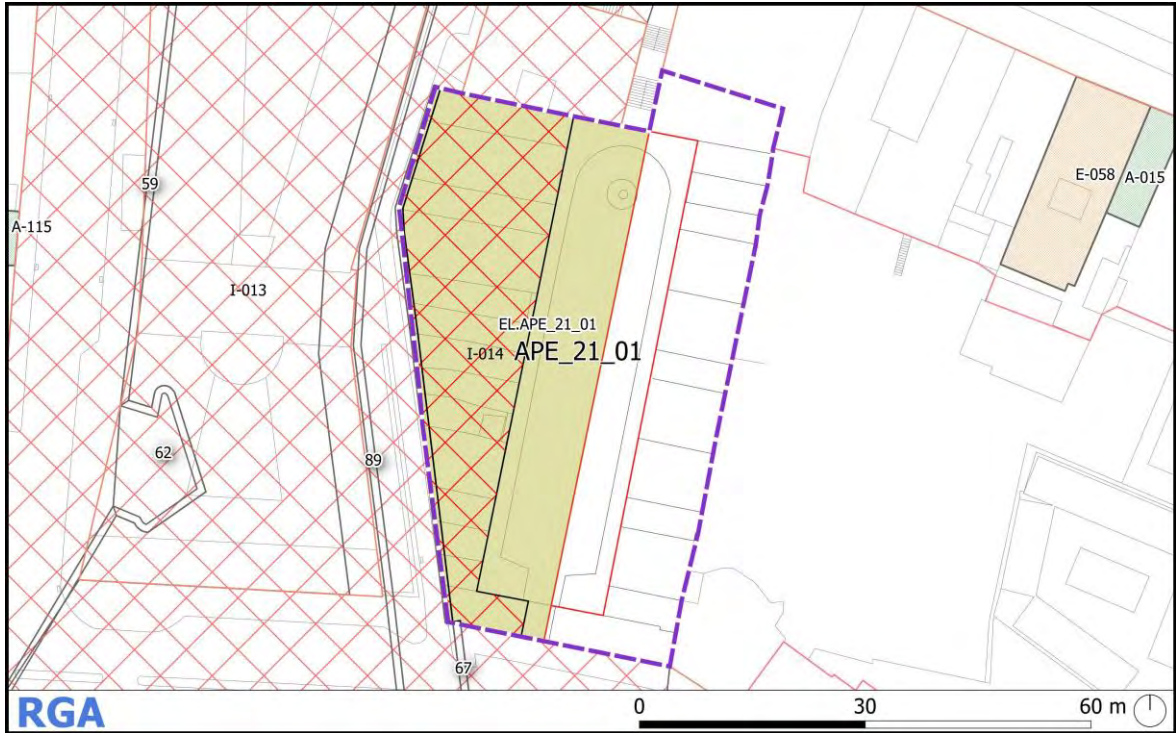 59
A-115
I-013
62
89
67
EL.APE_21_01
I-014
APE_21_01
E-058
A-015
RGA
0
30
60 m